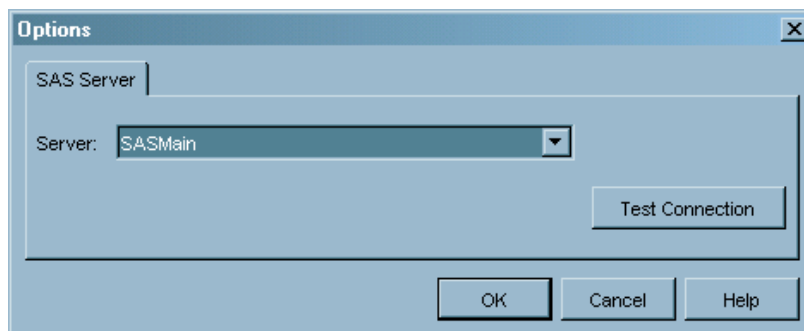 Options
SAS Server
Server: SASMain
Test Connection
OK Cancel Help